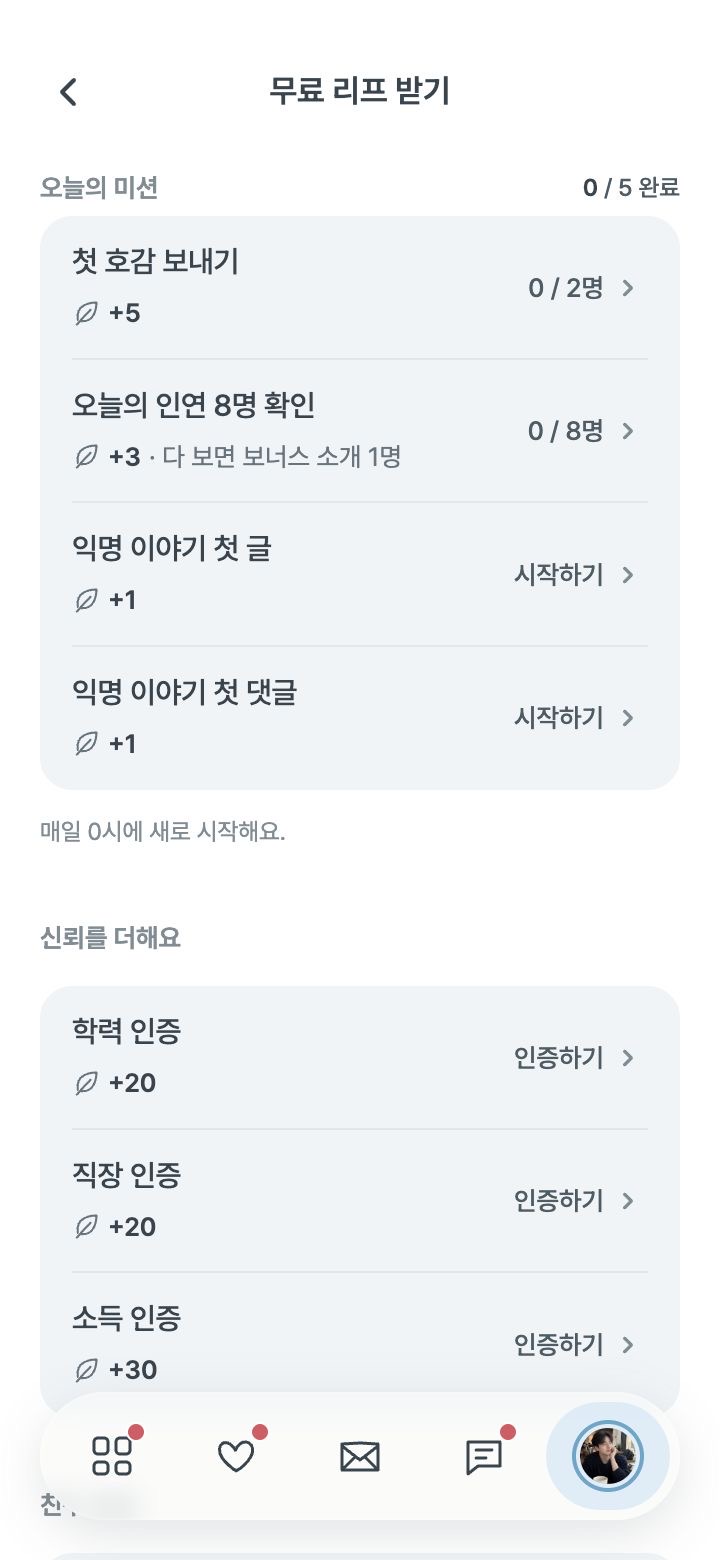 무료 리프 받기
오늘의 미션
0 / 5 완료
첫 호감 보내기
+5
0 / 2명
오늘의 인연 8명 확인
+3 · 다 보면 보너스 소개 1명
0 / 8명
익명 이야기 첫 글
+1
시작하기
익명 이야기 첫 댓글
+1
시작하기
매일 0시에 새로 시작해요.
신뢰를 더해요
학력 인증
+20
인증하기
직장 인증
+20
인증하기
소득 인증
+30
인증하기